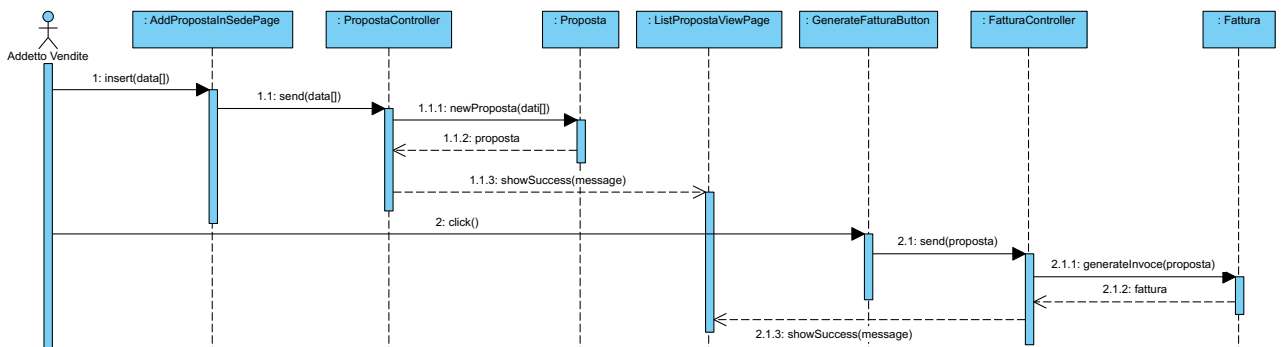 : AddPropostaInSedePage
: PropostaController
: Proposta
: ListPropostaViewPage
: GenerateFatturaButton
: FatturaController
: Fattura
Addetto Vendite
1: insert(data[])
1.1: send(data[])
1.1.1: newProposta(dati[])
1.1.2: proposta
1.1.3: showSuccess(message)
2: click()
2.1: send(proposta)
2.1.1: generateInvoce(proposta)
2.1.2: fattura
2.1.3: showSuccess(message)